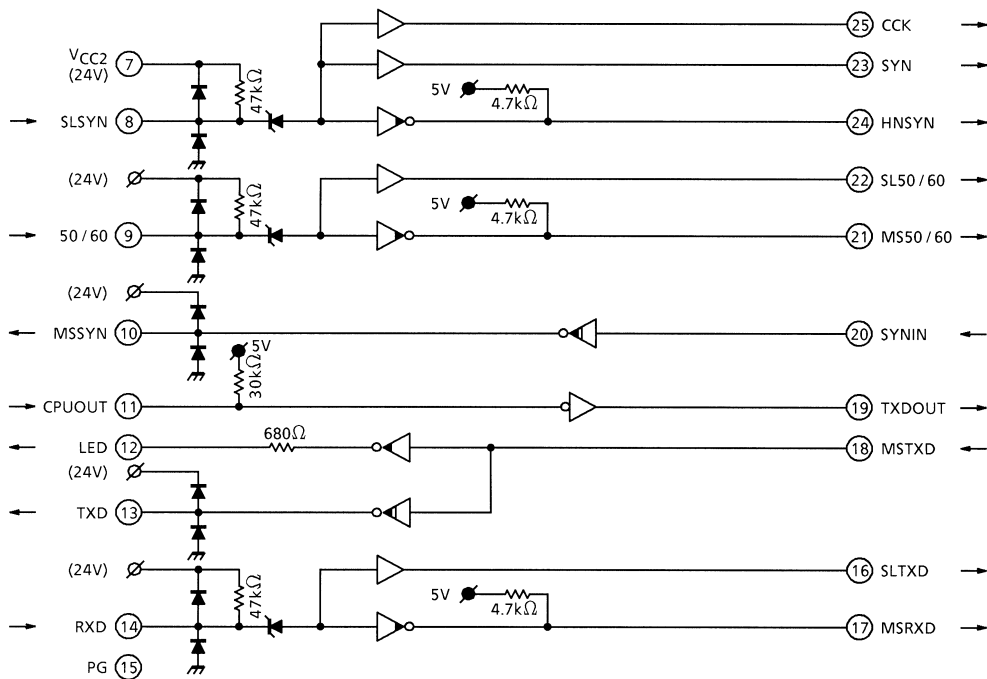 25 CCK
VCC2
(24V) 7
47kΩ
23 SYN
5V
4.7kΩ
SLSYN 8
24 HNSYN
(24V)
47kΩ
22 SL50 / 60
5V
4.7kΩ
50 / 60 9
21 MS50 / 60
(24V)
MSSYN 10
20 SYNIN
5V
30kΩ
CPUOUT 11
19 TXDOUT
680Ω
LED 12
18 MSTXD
(24V)
TXD 13
(24V)
47kΩ
16 SLTXD
5V
4.7kΩ
RXD 14
17 MSRXD
PG 15